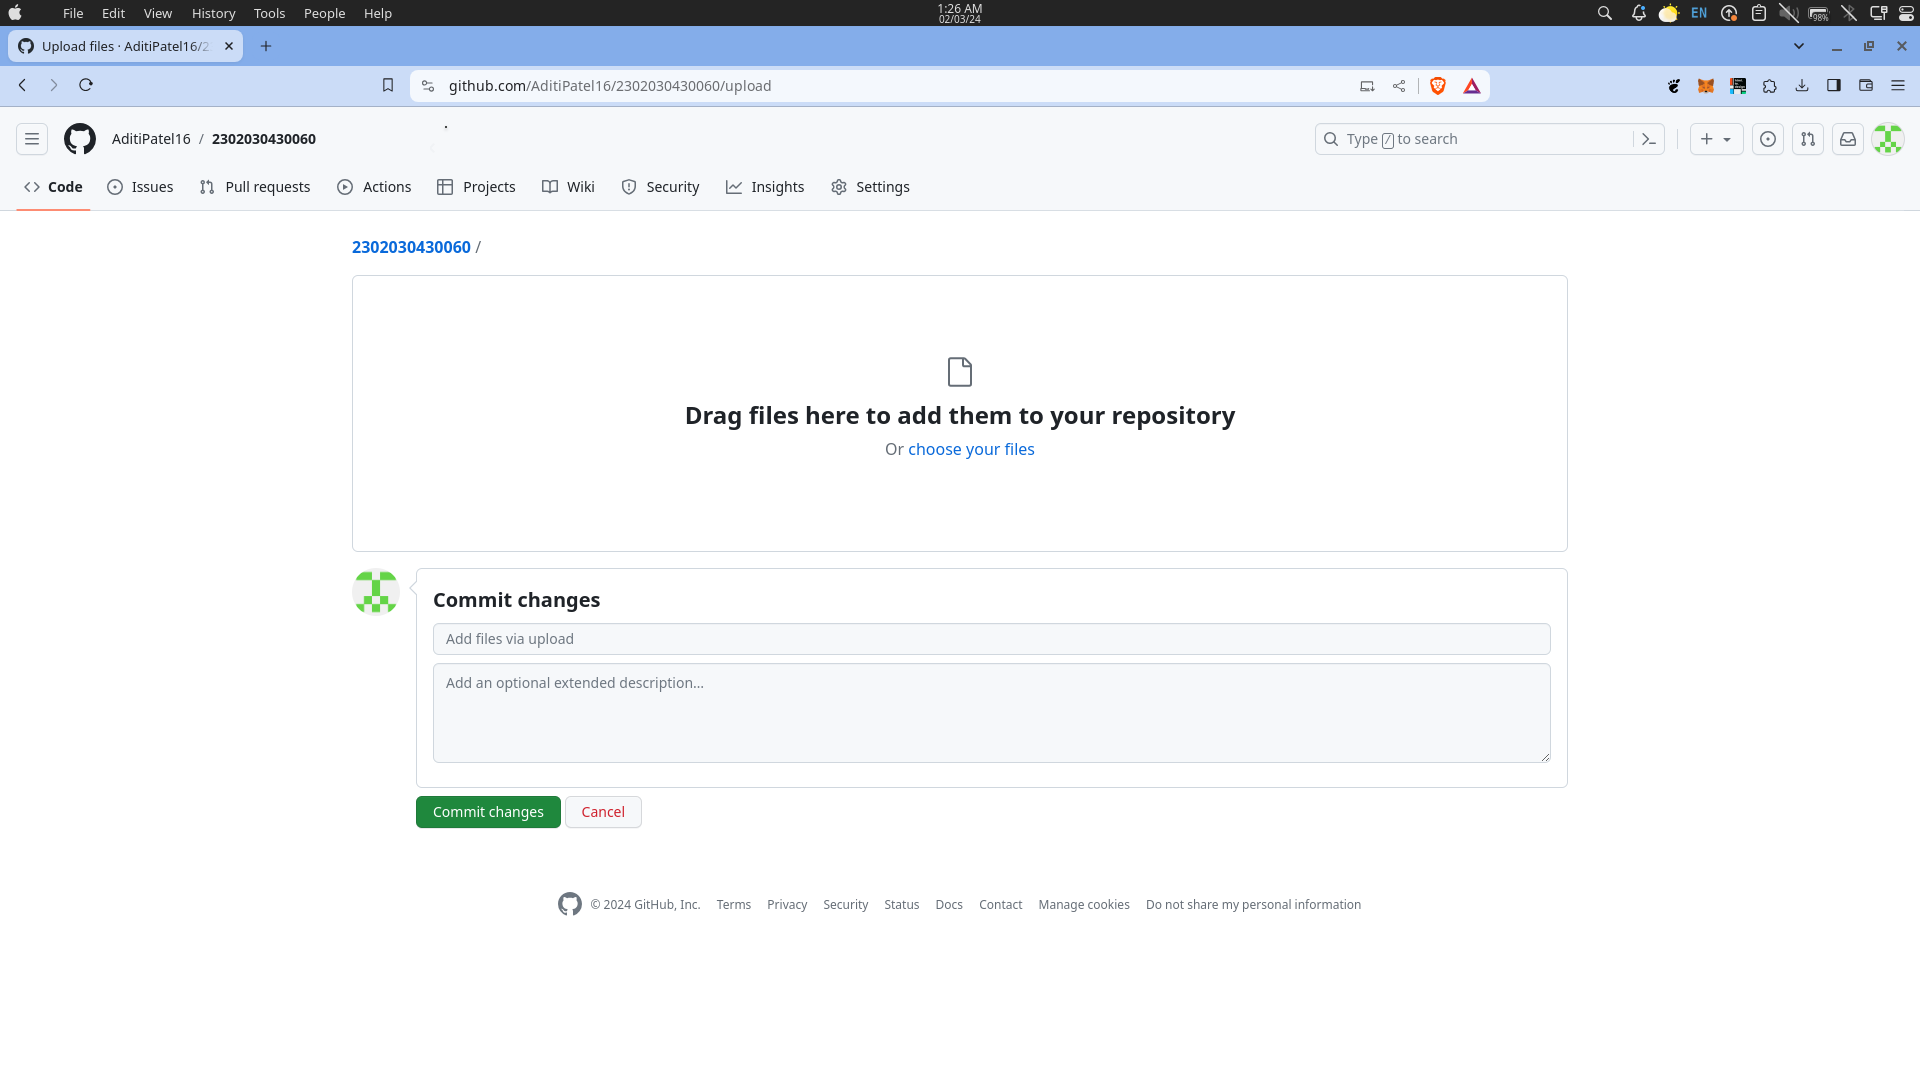 File Edit View History Tools People Help
1:26 AM
02/03/24
EN
98%
Upload files · AditiPatel16/2
github.com/AditiPatel16/2302030430060/upload
AditiPatel16 / 2302030430060
Type / to search
Code Issues Pull requests Actions Projects Wiki Security Insights Settings
2302030430060 /
Drag files here to add them to your repository
Or choose your files
Commit changes
Add files via upload
Add an optional extended description...
Commit changes Cancel
© 2024 GitHub, Inc. Terms Privacy Security Status Docs Contact Manage cookies Do not share my personal information